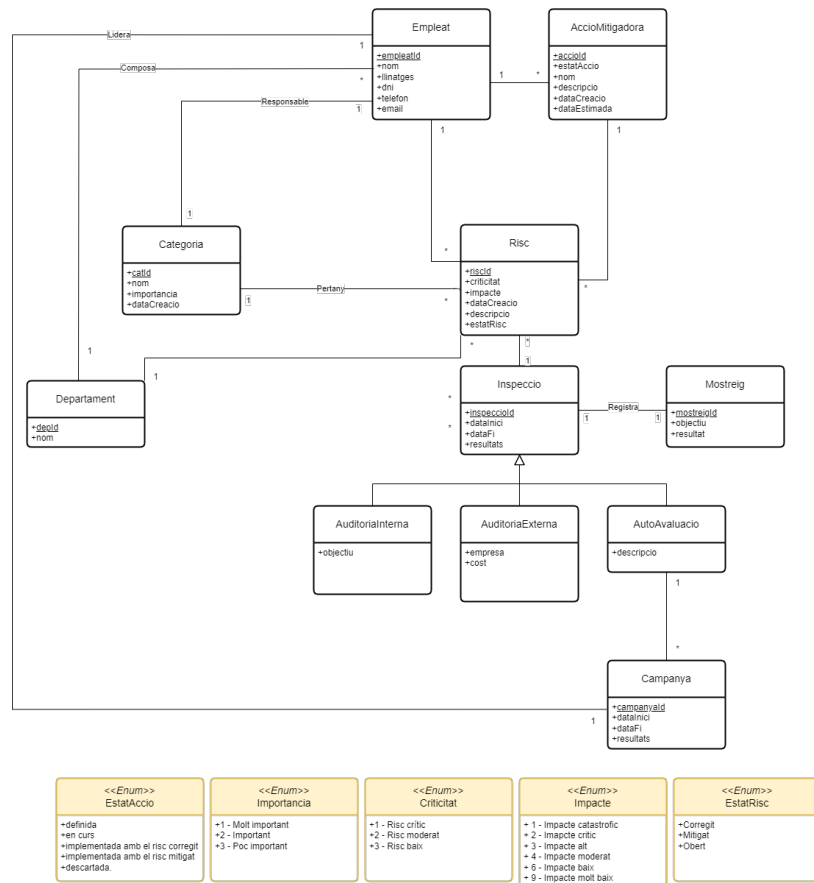 Empleat
+empleatId
+nom
+llinatges
+dni
+telefon
+email
AccioMitigadora
+accioId
+estatAccio
+nom
+descripcio
+dataCreacio
+dataEstimada
Lidera
1
Composa
*
Responsable
1
1
*
1
1
1
Categoria
+catId
+nom
+importancia
+dataCreacio
Risc
+riscId
+criticitat
+impacte
+dataCreacio
+descripcio
+estatRisc
*
*
Pertany
1
*
1
1
*
*
1
Departament
+depId
+nom
Inspeccio
+inspeccioId
+dataInici
+dataFi
+resultats
*
*
Registra
1
1
Mostreig
+mostreigId
+objectiu
+resultat
AuditoriaInterna
+objectiu
AuditoriaExterna
+empresa
+cost
AutoAvaluacio
+descripcio
1
*
Campanya
+campanyaId
+dataInici
+dataFi
+resultats
1
<<Enum>>
EstatAccio
+definida
+en curs
+implementada amb el risc corregit
+implementada amb el risc mitigat
+descartada.
<<Enum>>
Importancia
+1 - Molt important
+2 - Important
+3 - Poc important
<<Enum>>
Criticitat
+1 - Risc crític
+2 - Risc moderat
+3 - Risc baix
<<Enum>>
Impacte
+ 1 - Impacte catastrofic
+ 2 - Impacte crític
+ 3 - Impacte alt
+ 4 - Impacte moderat
+ 6 - Impacte baix
+ 9 - Impacte molt baix
<<Enum>>
EstatRisc
+Corregit
+Mitigat
+Obert